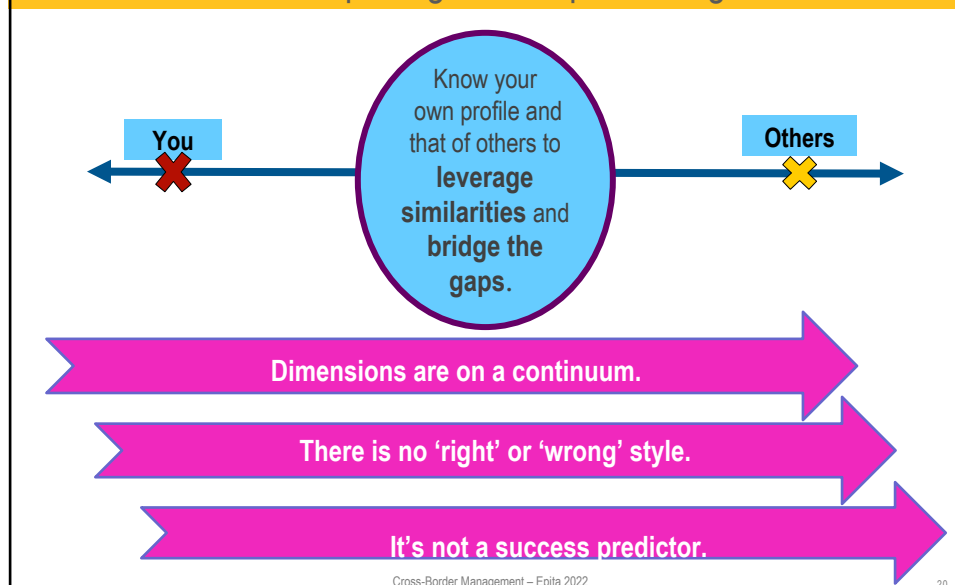 You
Others
Know your
own profile and
that of others to
leverage
similarities and
bridge the
gaps.
Dimensions are on a continuum.
There is no ‘right’ or ‘wrong’ style.
It’s not a success predictor.
Cross-Border Management – Epita 2022
20